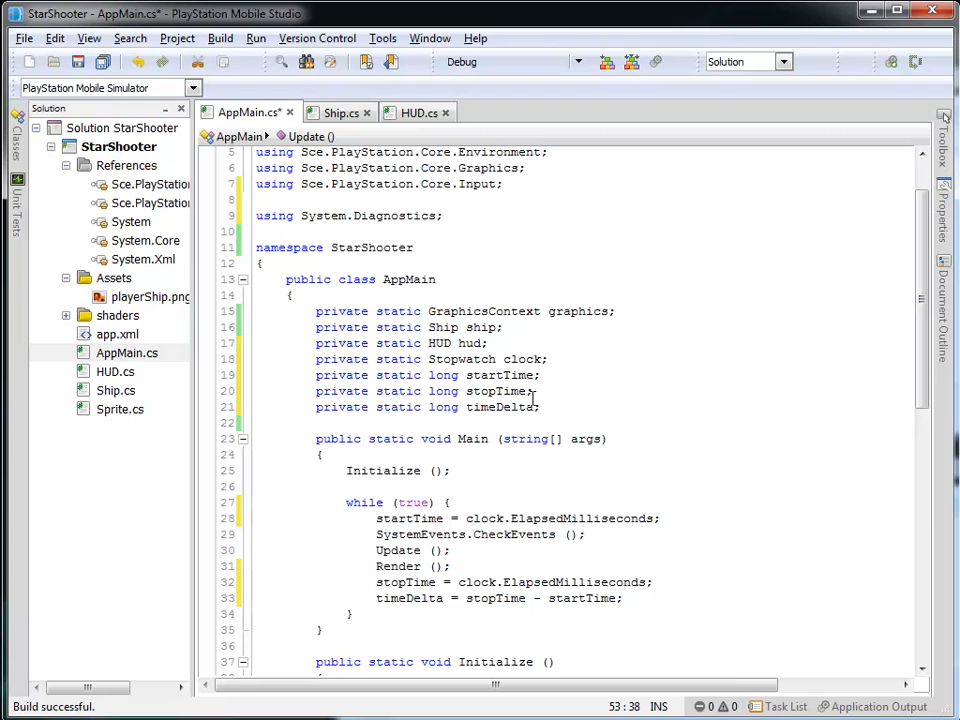 StarShooter - AppMain.cs* - PlayStation Mobile Studio
File Edit View Search Project Build Run Version Control Tools Window Help
Debug Solution
PlayStation Mobile Simulator
Solution
AppMain.cs* Ship.cs HUD.cs
Solution StarShooter
AppMain Update ()
StarShooter
References
Sce.PlayStatio
Sce.PlayStatio
System
System.Core
System.Xml
Assets
playerShip.png
shaders
app.xml
AppMain.cs
HUD.cs
Ship.cs
Sprite.cs
Classes
Unit Tests
5 using Sce.PlayStation.Core.Environment;
6 using Sce.PlayStation.Core.Graphics;
7 using Sce.PlayStation.Core.Input;
8
9 using System.Diagnostics;
10
11 namespace StarShooter
12 {
13 public class AppMain
14 {
15 private static GraphicsContext graphics;
16 private static Ship ship;
17 private static HUD hud;
18 private static Stopwatch clock;
19 private static long startTime;
20 private static long stopTime;
21 private static long timeDelta;
22
23 public static void Main (string[] args)
24 {
25 Initialize ();
26
27 while (true) {
28 startTime = clock.ElapsedMilliseconds;
29 SystemEvents.CheckEvents ();
30 Update ();
31 Render ();
32 stopTime = clock.ElapsedMilliseconds;
33 timeDelta = stopTime - startTime;
34 }
35 }
36
37 public static void Initialize ()
Toolbox
Properties
Document Outline
Build successful. 53 : 38 INS 0 0 Task List Application Output